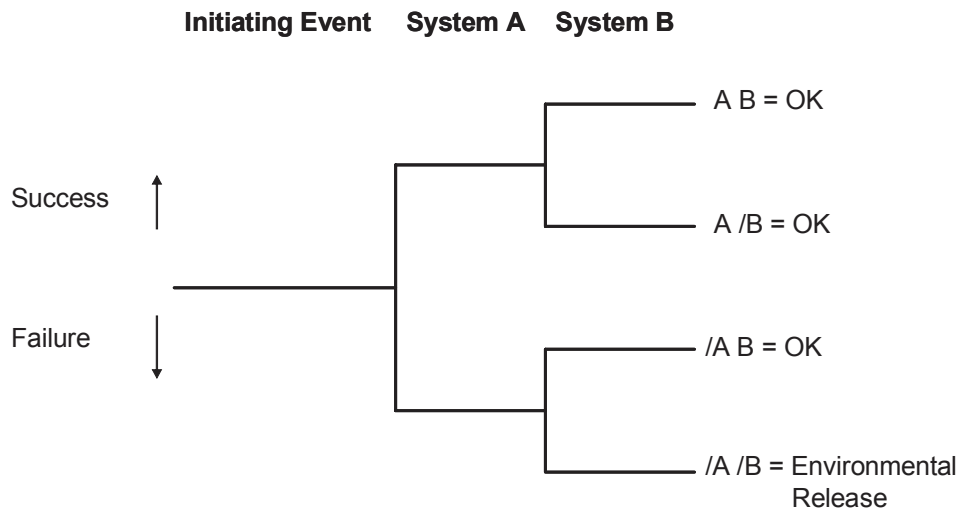 Initiating Event System A System B
A B = OK
Success
A /B = OK
Failure
/A B = OK
/A /B = Environmental
Release